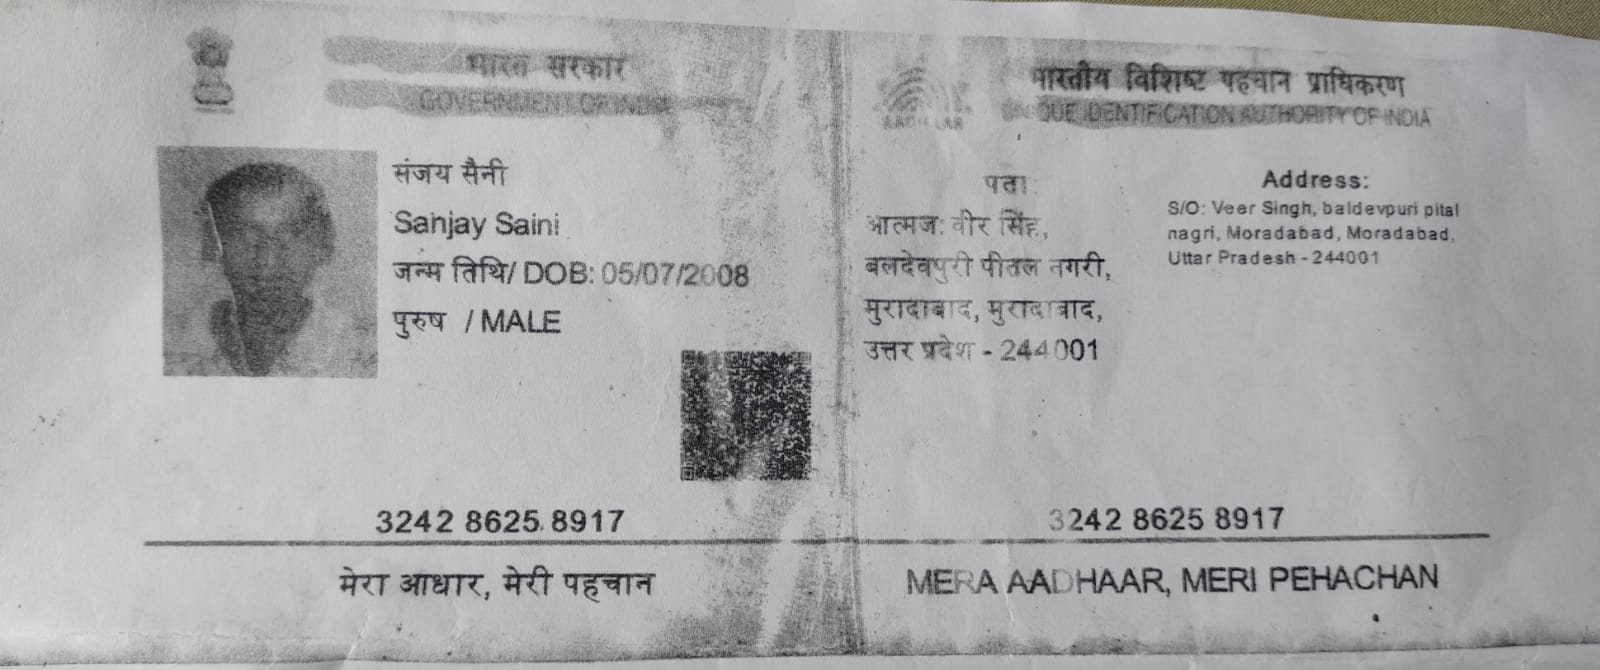 भारत सरकार
GOVERNMENT OF INDIA
संजय सैनी
Sanjay Saini
जन्म तिथि/ DOB: 05/07/2008
पुरुष / MALE
3242 8625 8917
मेरा आधार, मेरी पहचान
भारतीय विशिष्ट पहचान प्राधिकरण
UNIQUE IDENTIFICATION AUTHORITY OF INDIA
AADHAAR
पता:
आत्मज: वीर सिंह,
बलदेवपुरी पीतल नगरी,
मुरादाबाद, मुरादाबाद,
उत्तर प्रदेश - 244001
Address:
S/O: Veer Singh, baldevpuri pital
nagri, Moradabad, Moradabad,
Uttar Pradesh - 244001
3242 8625 8917
MERA AADHAAR, MERI PEHACHAN